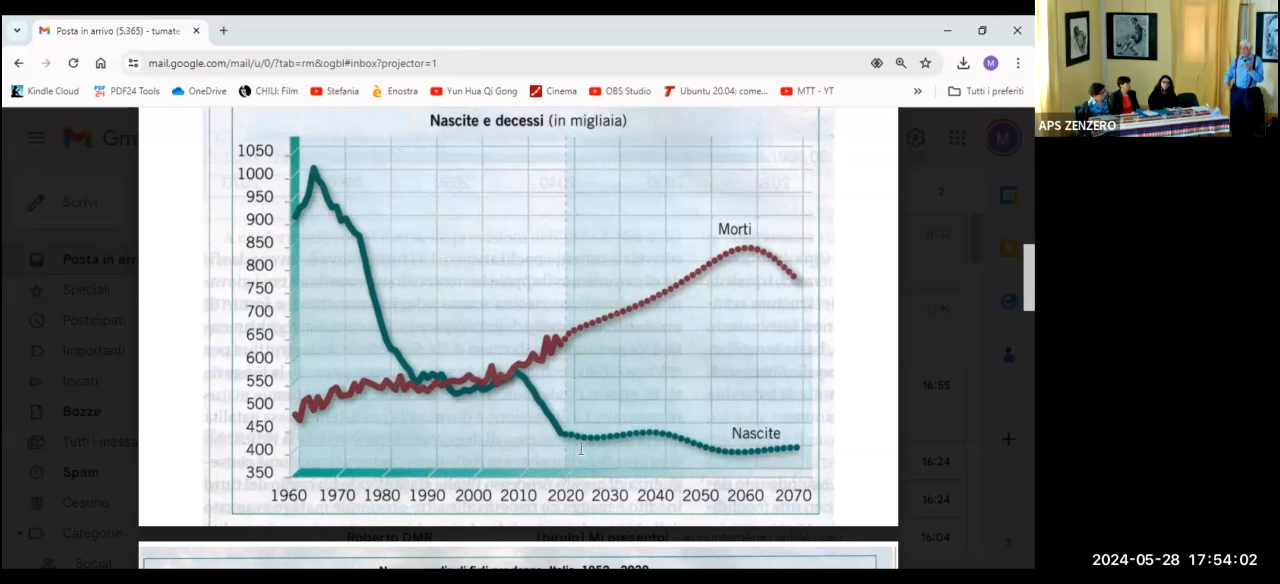 Posta in arrivo (5.365) - tumate
mail.google.com/mail/u/0/?tab=rm&ogbl#inbox?projector=1
M
Kindle Cloud
PDF24 Tools
OneDrive
CHILI: Film
Stefania
Enostra
Yun Hua Qi Gong
Cinema
OBS Studio
Ubuntu 20.04: come...
MTT - YT
»
Tutti i preferiti
APS ZENZERO
Gm
M
Scrivi
Posta in arr
Speciali
Posticipati
Importanti
Inviati
Bozze
Tutti i messa
Spam
Cestino
Categorie
Social
Nascite e decessi (in migliaia)
1050
1000
950
900
850
800
750
700
650
600
550
500
450
400
350
Morti
Nascite
1960 1970 1980 1990 2000 2010 2020 2030 2040 2050 2060 2070
16:55
16:24
16:24
16:04
Roberto DMR
2024-05-28 17:54:02